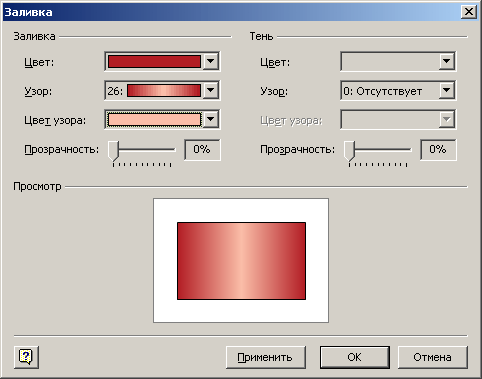 Заливка
Заливка
Цвет:
Узор: 26:
Цвет узора:
Прозрачность: 0%
Тень
Цвет:
Узор: 0: Отсутствует
Цвет узора:
Прозрачность: 0%
Просмотр
?
Применить
OK
Отмена